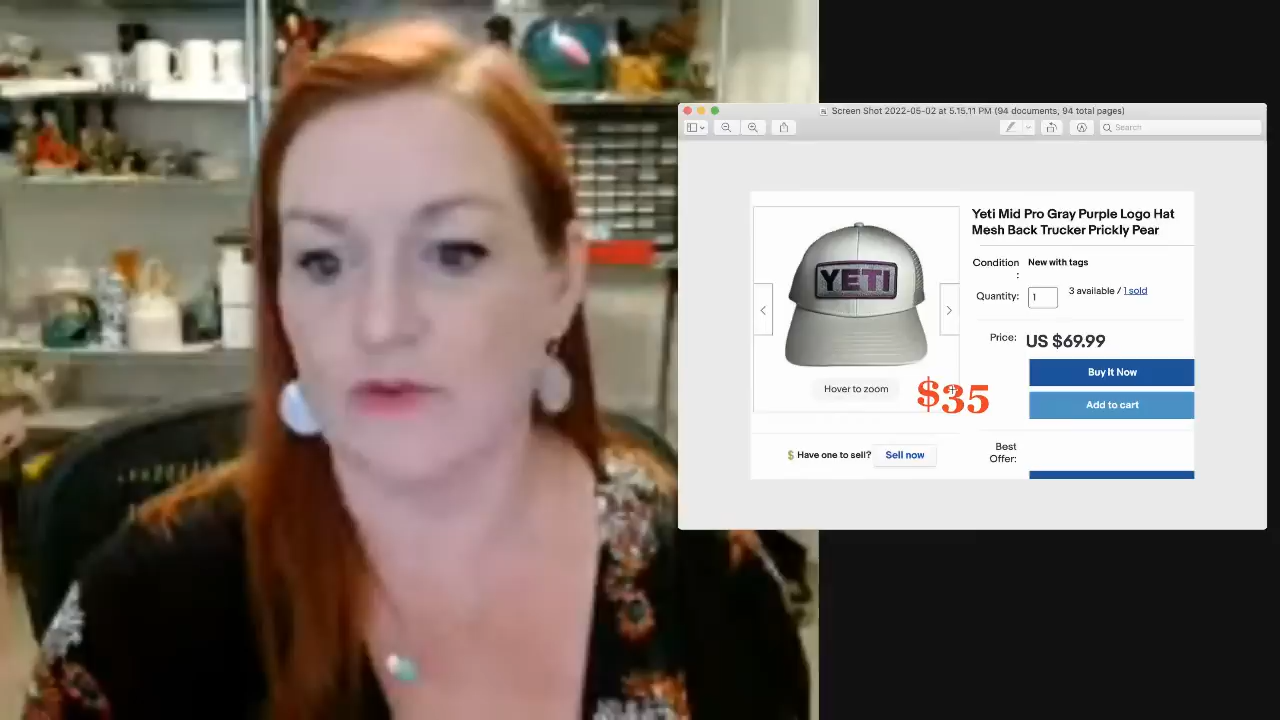 Screen Shot 2022-05-02 at 5.15.11 PM (94 documents, 94 total pages)
Search
Yeti Mid Pro Gray Purple Logo Hat
Mesh Back Trucker Prickly Pear
YETI
Condition
:
New with tags
Quantity:
1
3 available / 1 sold
Price:
US $69.99
Buy It Now
Hover to zoom
$35
Add to cart
Best
Offer:
$ Have one to sell?
Sell now